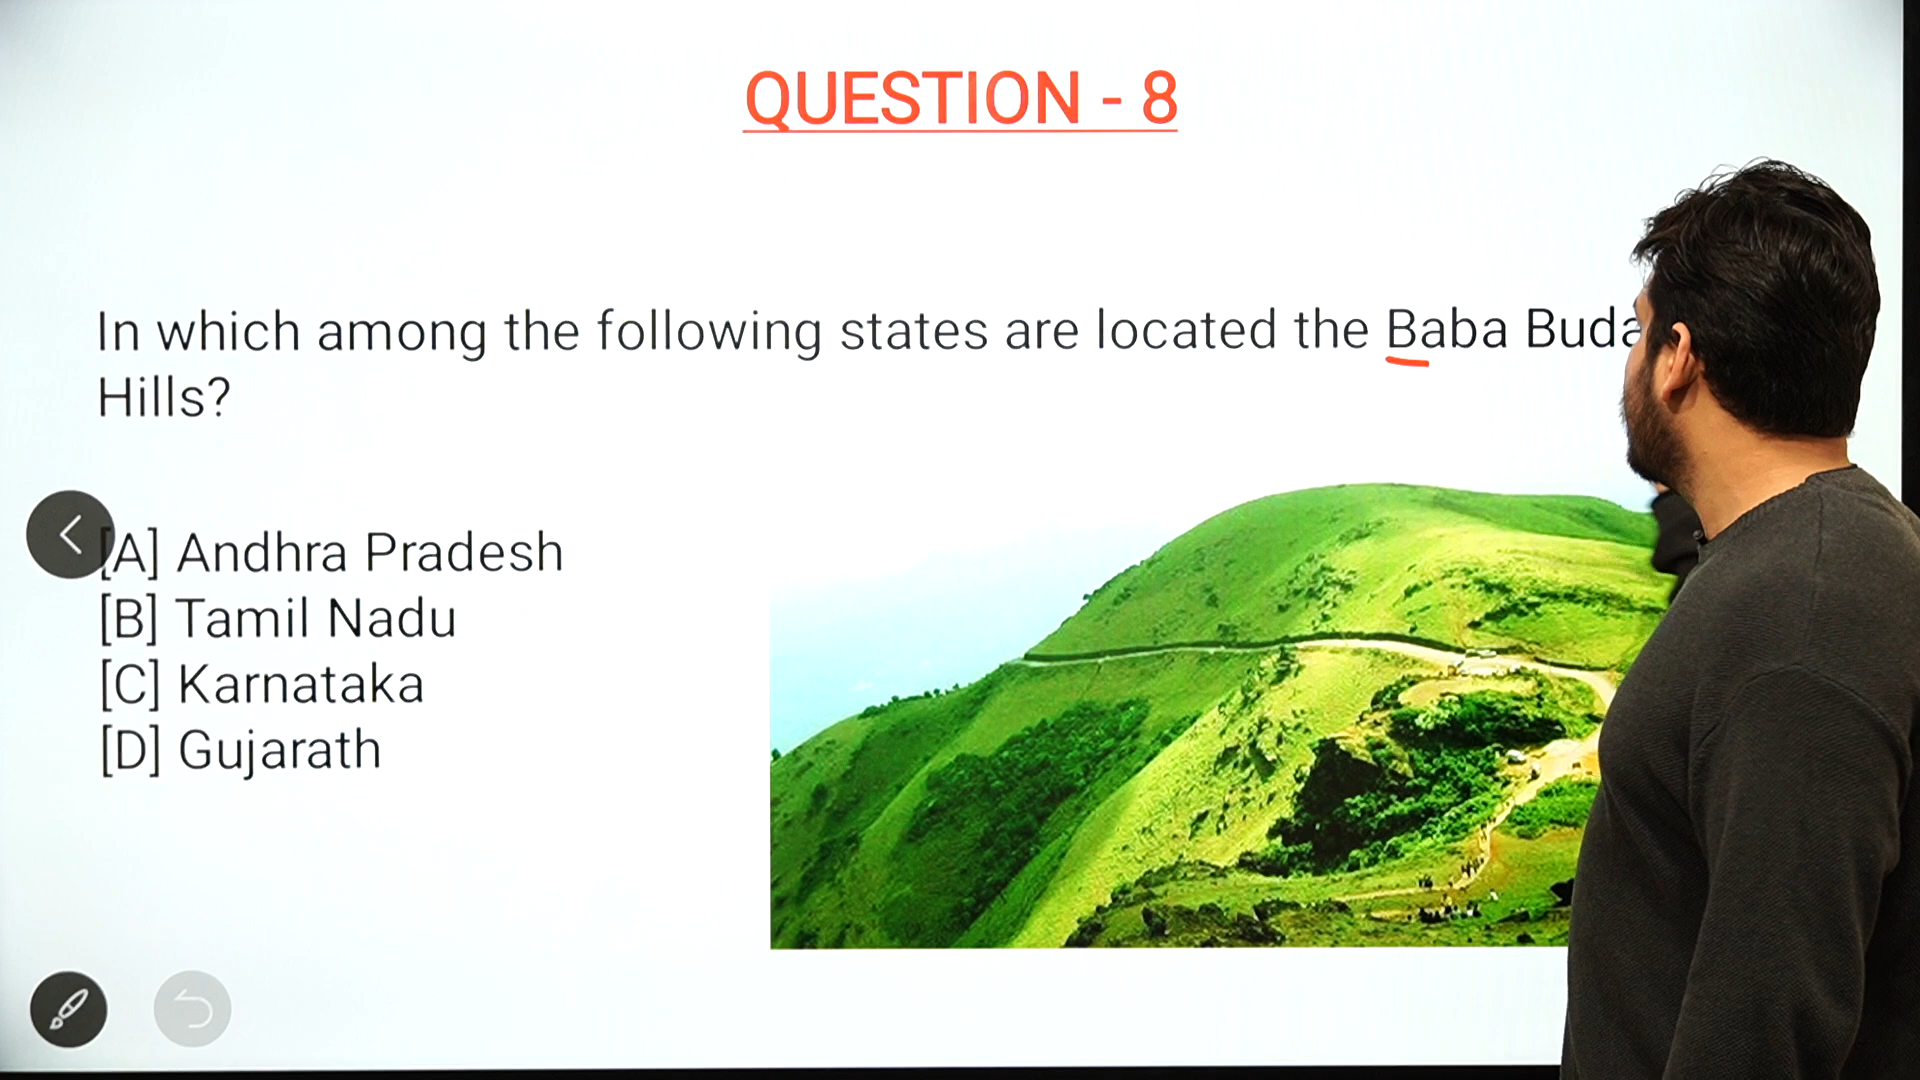 QUESTION - 8
In which among the following states are located the Baba
Hills?
[A] Andhra Pradesh
[B] Tamil Nadu
[C] Karnataka
[D] Gujarath